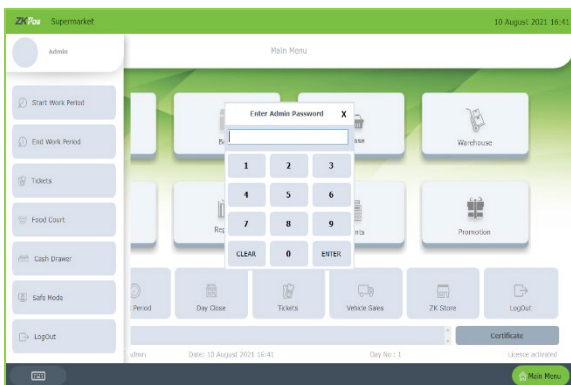 ZKPos Supermarket 10 August 2021 16:41
Admin Main Menu
Start Work Period
End Work Period
Tickets
Food Court
Cash Drawer
Safe Mode
LogOut
Enter Admin Password X
1 2 3
4 5 6
7 8 9
CLEAR 0 ENTER
Warehouse
Promotion
Period Day Close Tickets Vehicle Sales ZK Store LogOut
Certificate
Admin Date: 10 August 2021 16:41 Day No : 1 Licence activated
Main Menu